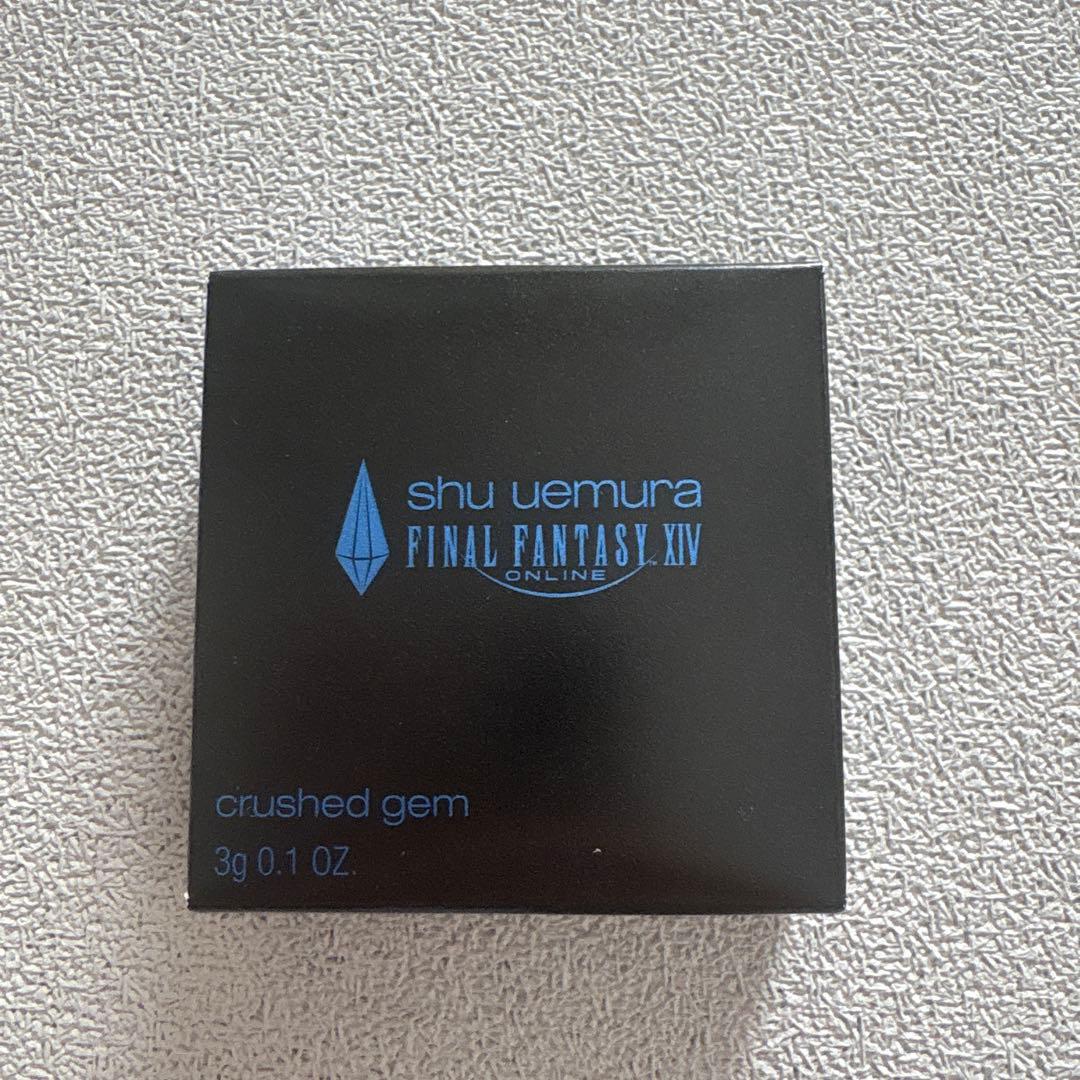 shu uemura
FINAL FANTASY XIV
ONLINE
crushed gem
3g 0.1 OZ.